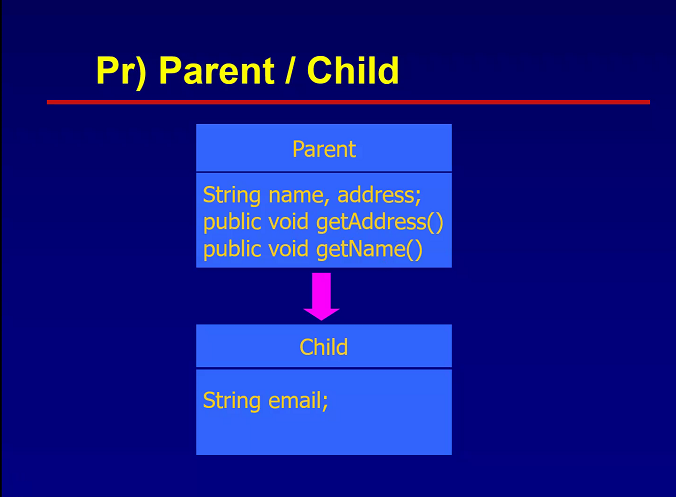 Pr) Parent / Child
Parent
String name, address;
public void getAddress()
public void getName()
Child
String email;